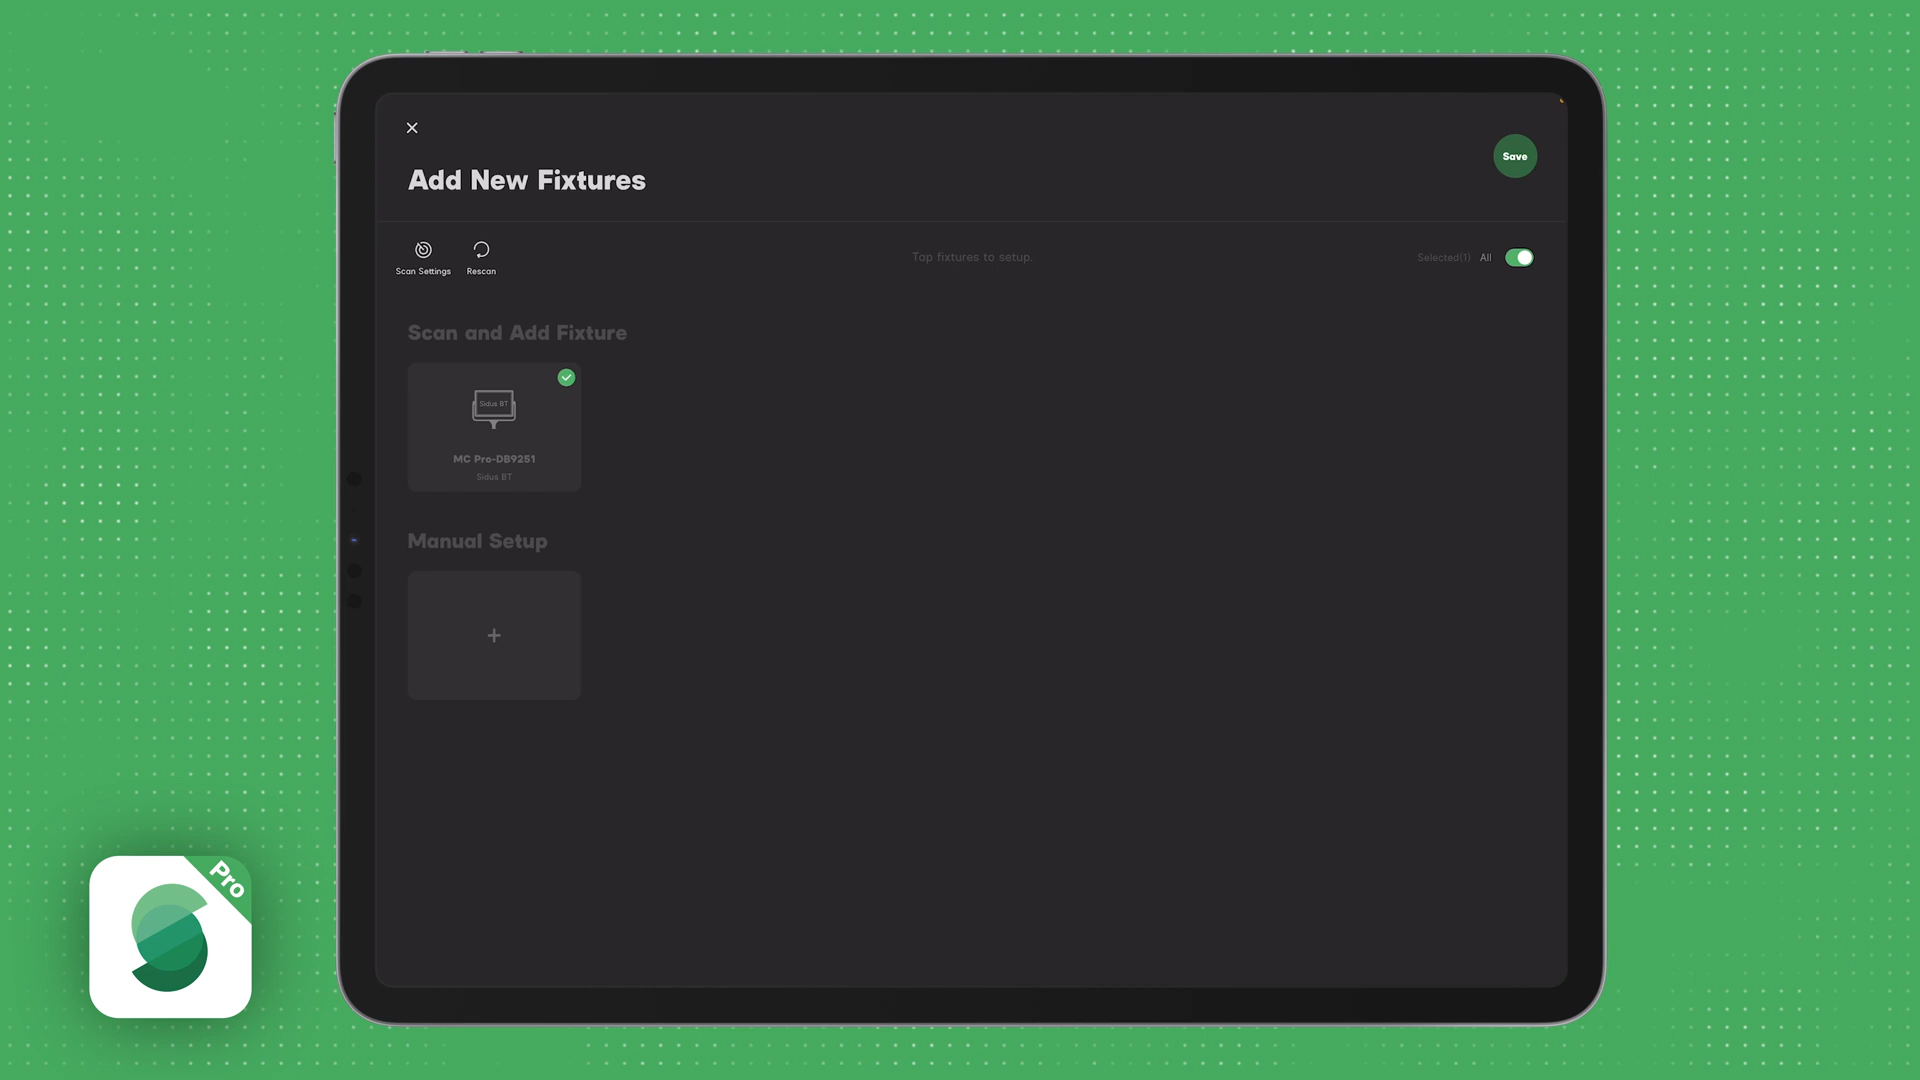 Add New Fixtures
Save
Scan Settings
Rescan
Tap fixtures to setup.
Selected(1) All
Scan and Add Fixture
Sidus BT
MC Pro-DB9251
Sidus BT
Manual Setup
Pro